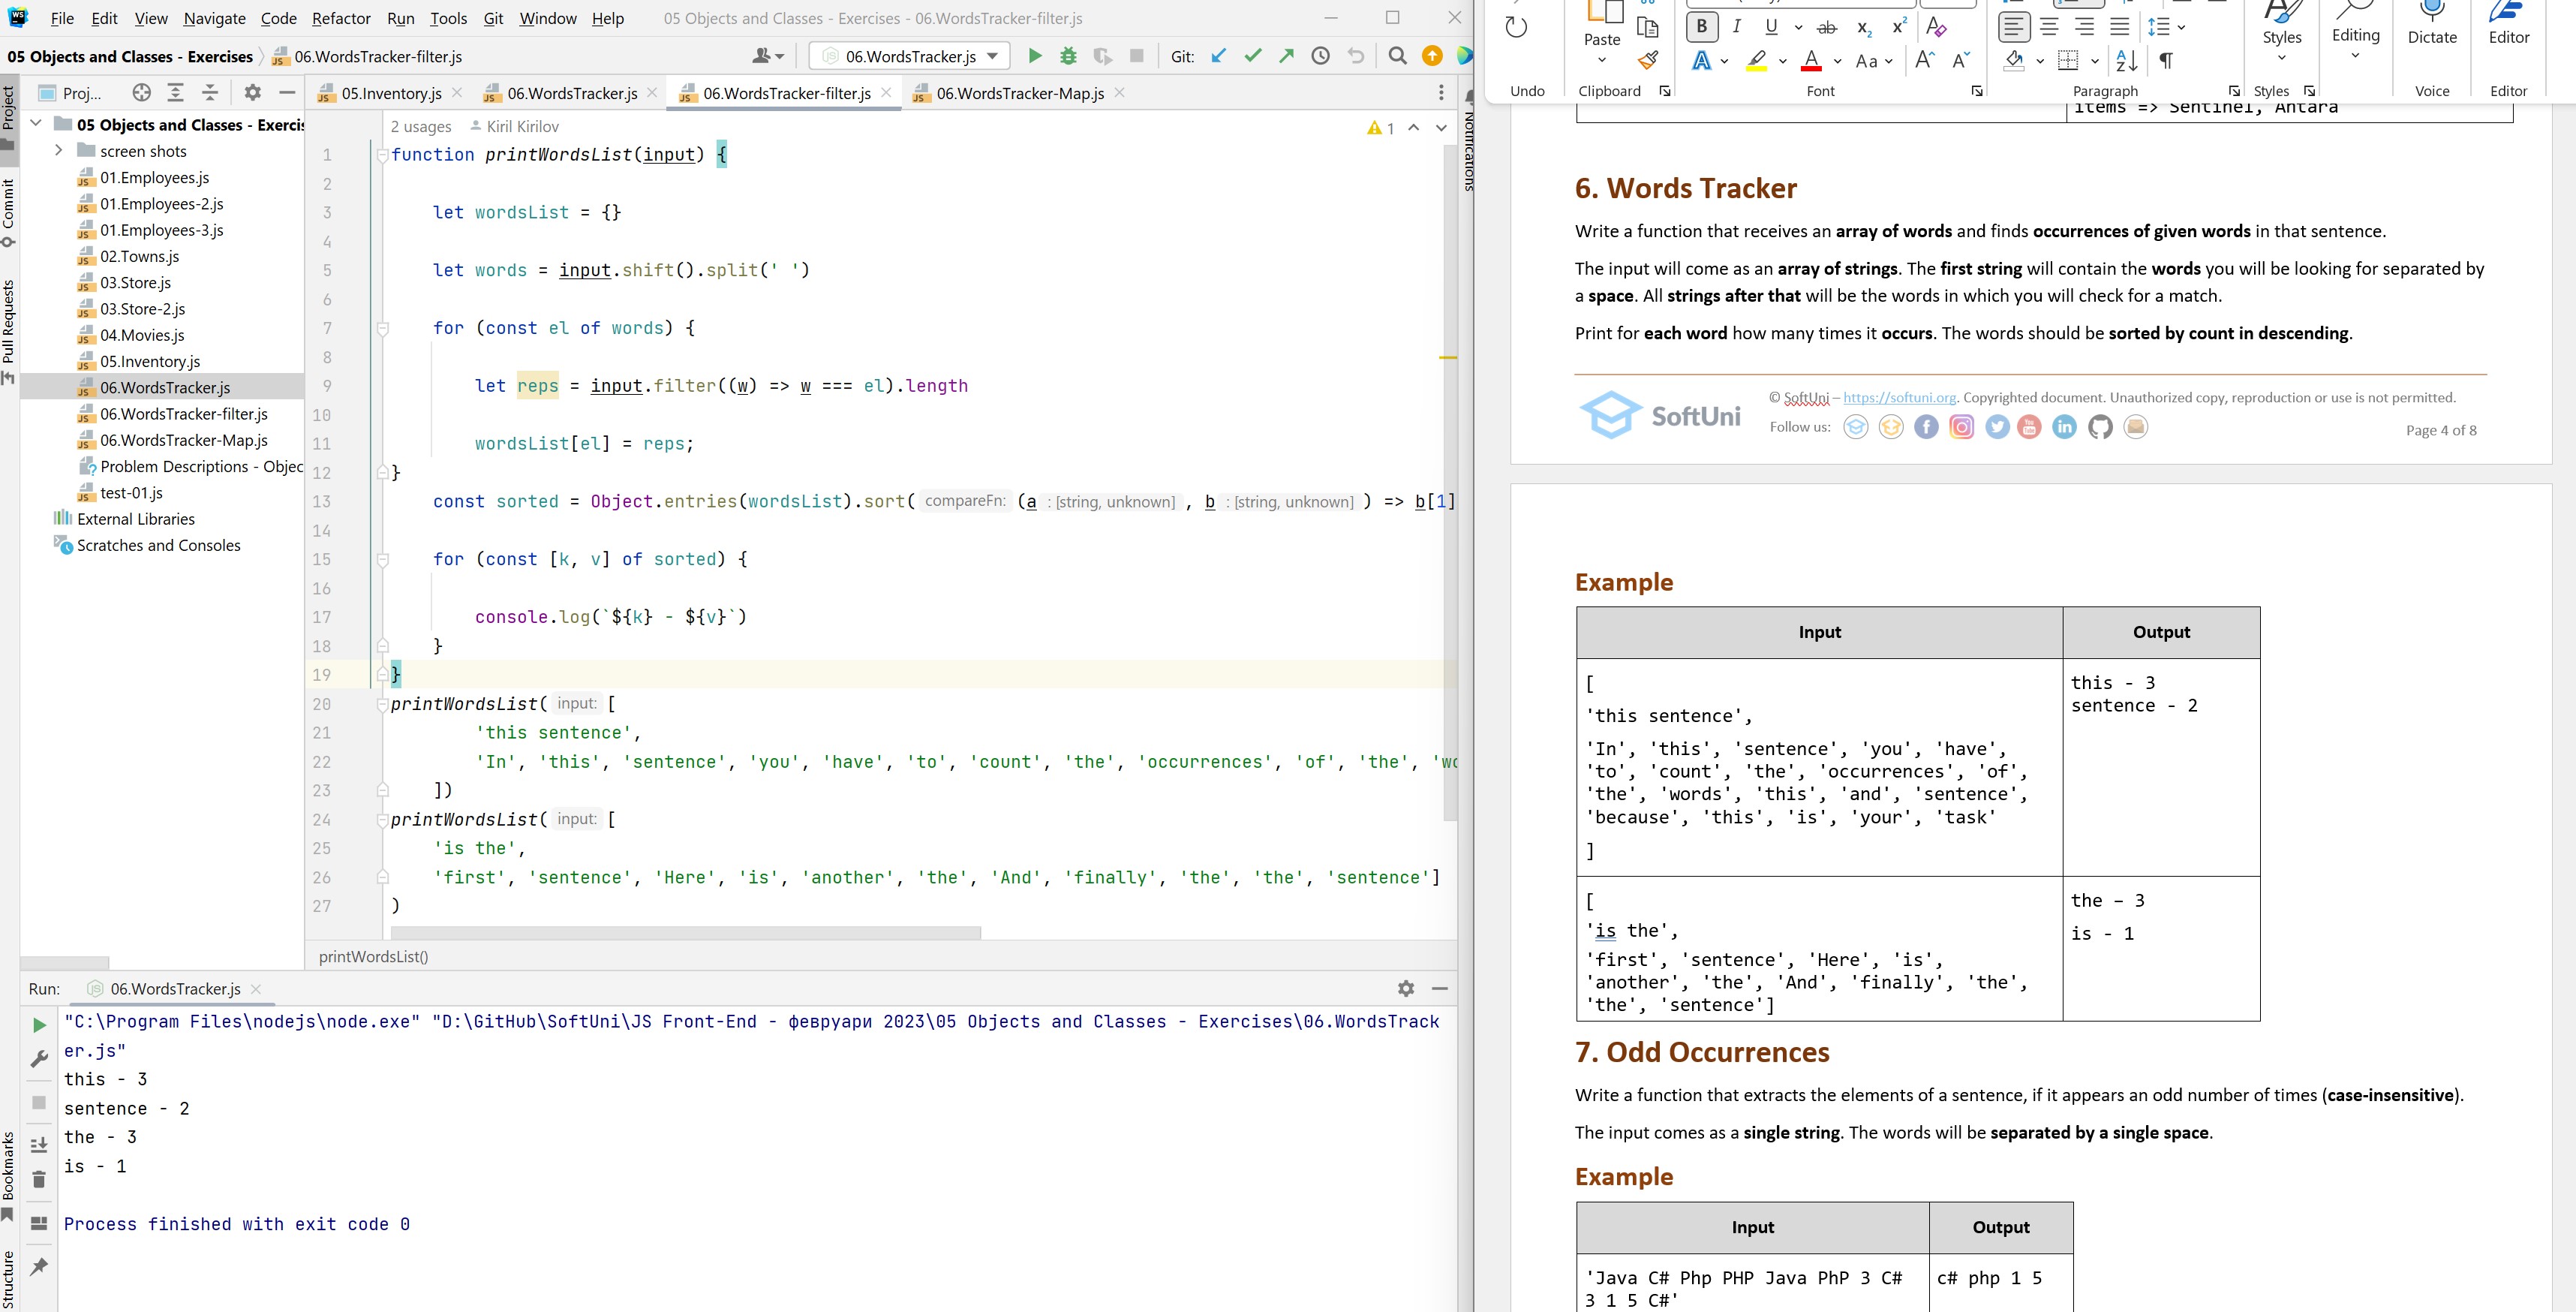 File Edit View Navigate Code Refactor Run Tools Git Window Help 05 Objects and Classes - Exercises - 06.WordsTracker-filter.js
05 Objects and Classes - Exercises 06.WordsTracker-filter.js 06.WordsTracker.js Git:
Project
Commit
Pull Requests
Bookmarks
Structure
Proj...
05 Objects and Classes - Exercis
screen shots
01.Employees.js
01.Employees-2.js
01.Employees-3.js
02.Towns.js
03.Store.js
03.Store-2.js
04.Movies.js
05.Inventory.js
06.WordsTracker.js
06.WordsTracker-filter.js
06.WordsTracker-Map.js
Problem Descriptions - Objec
test-01.js
External Libraries
Scratches and Consoles
05.Inventory.js 06.WordsTracker.js 06.WordsTracker-filter.js 06.WordsTracker-Map.js
Notifications
2 usages Kiril Kirilov 1
1 function printWordsList(input) {
2
3 let wordsList = {}
4
5 let words = input.shift().split(' ')
6
7 for (const el of words) {
8
9 let reps = input.filter((w) => w === el).length
10
11 wordsList[el] = reps;
12 }
13 const sorted = Object.entries(wordsList).sort( compareFn: (a : [string, unknown] , b : [string, unknown] ) => b[1]
14
15 for (const [k, v] of sorted) {
16
17 console.log(`${k} - ${v}`)
18 }
19 }
20 printWordsList( input: [
21 'this sentence',
22 'In', 'this', 'sentence', 'you', 'have', 'to', 'count', 'the', 'occurrences', 'of', 'the', 'wo
23 ])
24 printWordsList( input: [
25 'is the',
26 'first', 'sentence', 'Here', 'is', 'another', 'the', 'And', 'finally', 'the', 'the', 'sentence']
27 )
printWordsList()
Run: 06.WordsTracker.js
"C:\Program Files\nodejs\node.exe" "D:\GitHub\SoftUni\JS Front-End - февруари 2023\05 Objects and Classes - Exercises\06.WordsTrack
er.js"
this - 3
sentence - 2
the - 3
is - 1
Process finished with exit code 0
Paste B I U ab x₂ x² A Styles Editing Dictate Editor
A A Aa A A
Undo Clipboard Font Paragraph Styles Voice Editor
items => Sentinel, Antara
6. Words Tracker
Write a function that receives an array of words and finds occurrences of given words in that sentence.
The input will come as an array of strings. The first string will contain the words you will be looking for separated by
a space. All strings after that will be the words in which you will check for a match.
Print for each word how many times it occurs. The words should be sorted by count in descending.
SoftUni
© SoftUni – https://softuni.org. Copyrighted document. Unauthorized copy, reproduction or use is not permitted.
Follow us:
Page 4 of 8
Example
Input Output
[
'this sentence',
'In', 'this', 'sentence', 'you', 'have',
'to', 'count', 'the', 'occurrences', 'of',
'the', 'words', 'this', 'and', 'sentence',
'because', 'this', 'is', 'your', 'task'
]
this - 3
sentence - 2
[
'is the',
'first', 'sentence', 'Here', 'is',
'another', 'the', 'And', 'finally', 'the',
'the', 'sentence']
the – 3
is - 1
7. Odd Occurrences
Write a function that extracts the elements of a sentence, if it appears an odd number of times (case-insensitive).
The input comes as a single string. The words will be separated by a single space.
Example
Input Output
'Java C# Php PHP Java PhP 3 C#
3 1 5 C#'
c# php 1 5